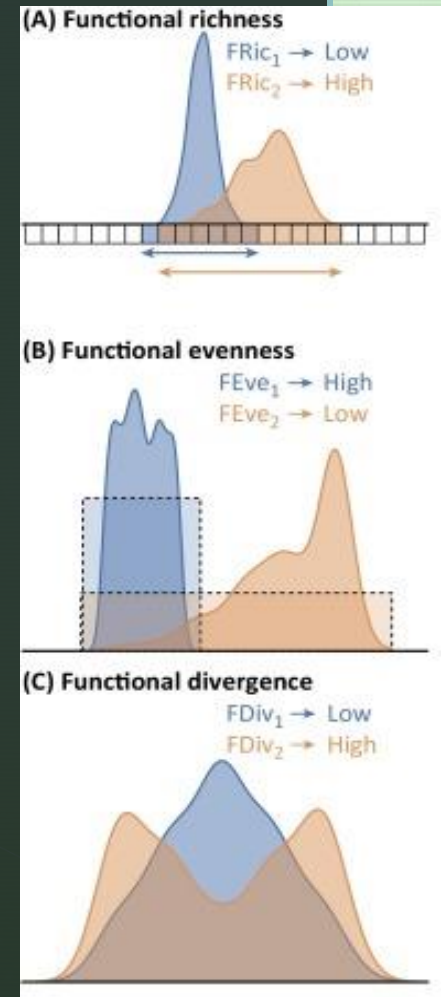 (A) Functional richness
FRic₁ → Low
FRic₂ → High
(B) Functional evenness
FEve₁ → High
FEve₂ → Low
(C) Functional divergence
FDiv₁ → Low
FDiv₂ → High